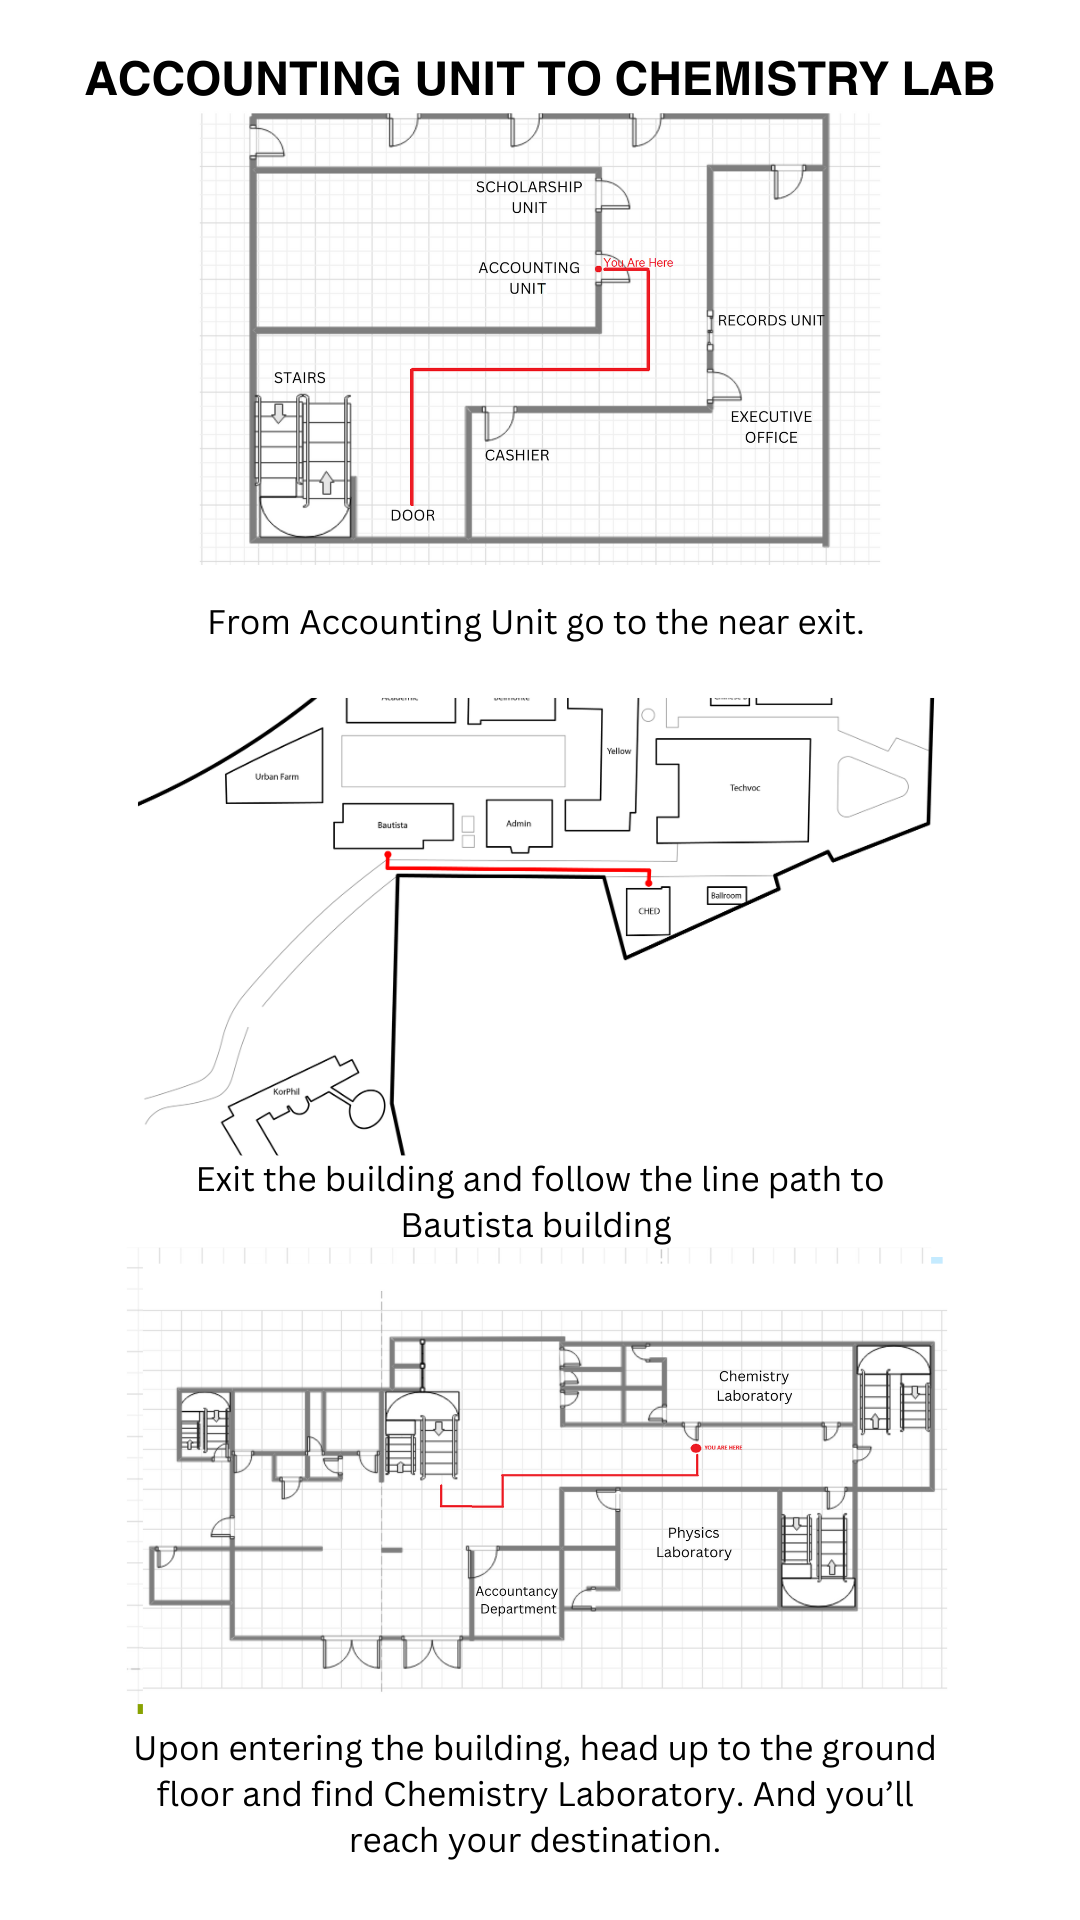 ACCOUNTING UNIT TO CHEMISTRY LAB
SCHOLARSHIP
UNIT
You Are Here
ACCOUNTING
UNIT
RECORDS UNIT
STAIRS
EXECUTIVE
OFFICE
CASHIER
DOOR
From Accounting Unit go to the near exit.
Academic
Belmonte
Yellow
Urban Farm
Techvoc
Bautista
Admin
Ballroom
CHED
KorPhil
Exit the building and follow the line path to
Bautista building
Chemistry
Laboratory
YOU ARE HERE
Physics
Laboratory
Accountancy
Department
Upon entering the building, head up to the ground
floor and find Chemistry Laboratory. And you’ll
reach your destination.